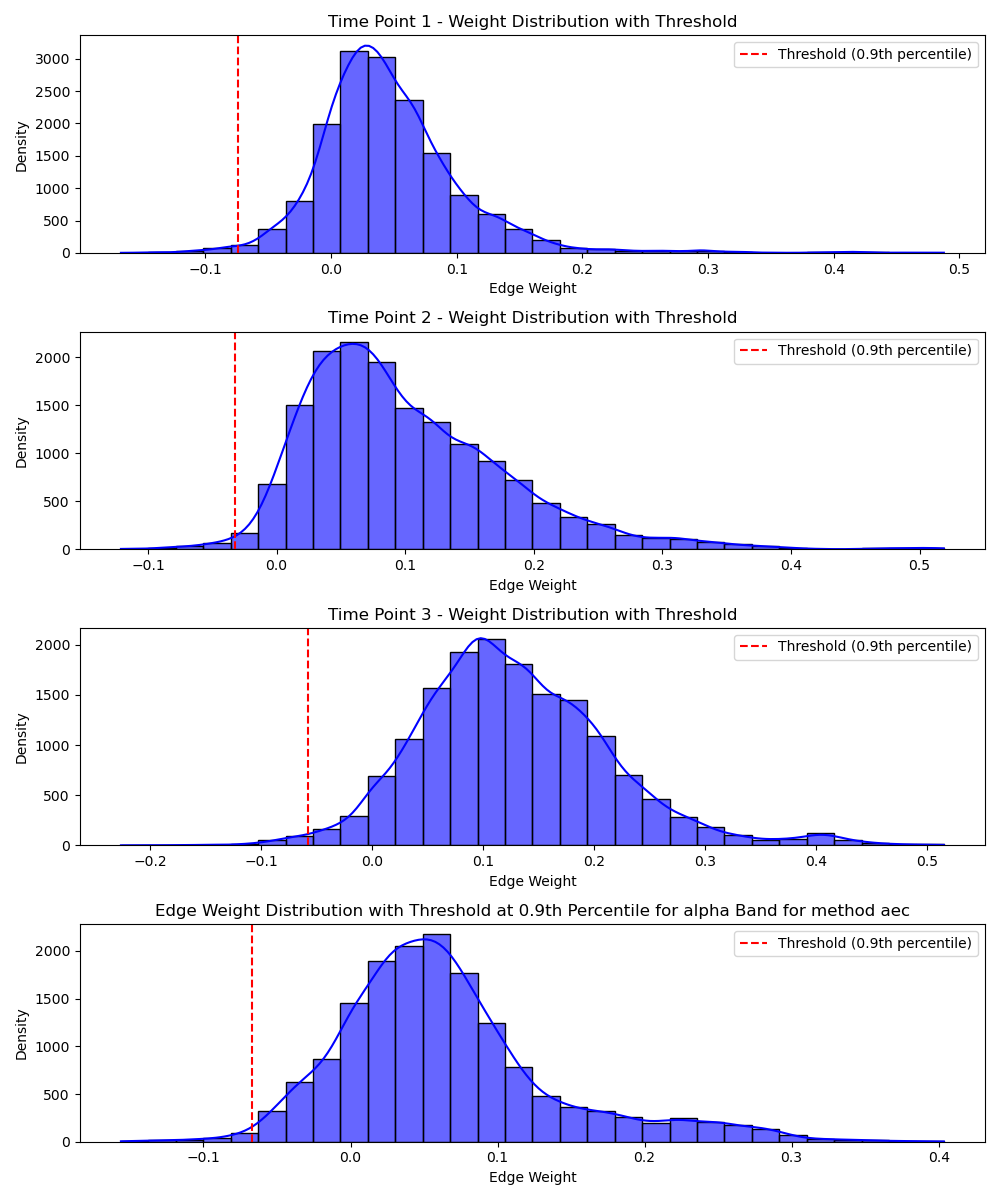 Time Point 1 - Weight Distribution with Threshold
Threshold (0.9th percentile)
Density
3000
2500
2000
1500
1000
500
0
−0.1 0.0 0.1 0.2 0.3 0.4 0.5
Edge Weight
Time Point 2 - Weight Distribution with Threshold
Threshold (0.9th percentile)
Density
2000
1500
1000
500
0
−0.1 0.0 0.1 0.2 0.3 0.4 0.5
Edge Weight
Time Point 3 - Weight Distribution with Threshold
Threshold (0.9th percentile)
Density
2000
1500
1000
500
0
−0.2 −0.1 0.0 0.1 0.2 0.3 0.4 0.5
Edge Weight
Edge Weight Distribution with Threshold at 0.9th Percentile for alpha Band for method aec
Threshold (0.9th percentile)
Density
2000
1500
1000
500
0
−0.1 0.0 0.1 0.2 0.3 0.4
Edge Weight